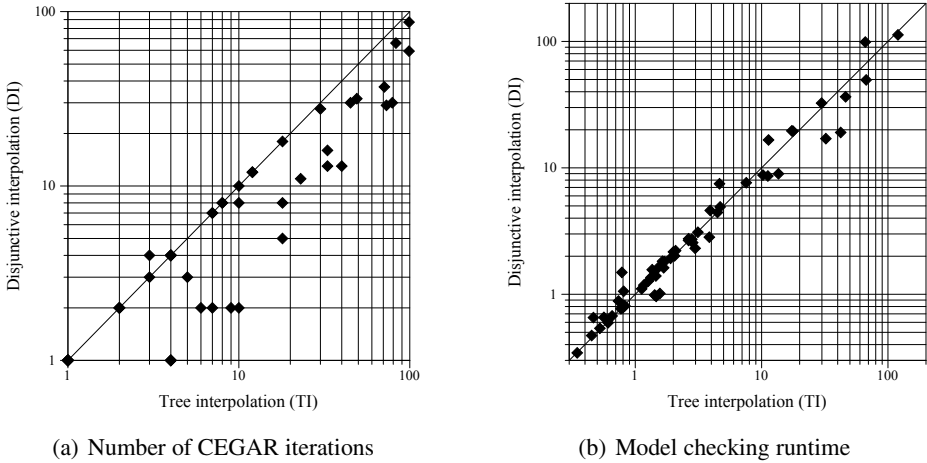 Disjunctive interpolation (DI)
100
10
1
1
10
100
Tree interpolation (TI)
(a) Number of CEGAR iterations
Disjunctive interpolation (DI)
100
10
1
1
10
100
Tree interpolation (TI)
(b) Model checking runtime